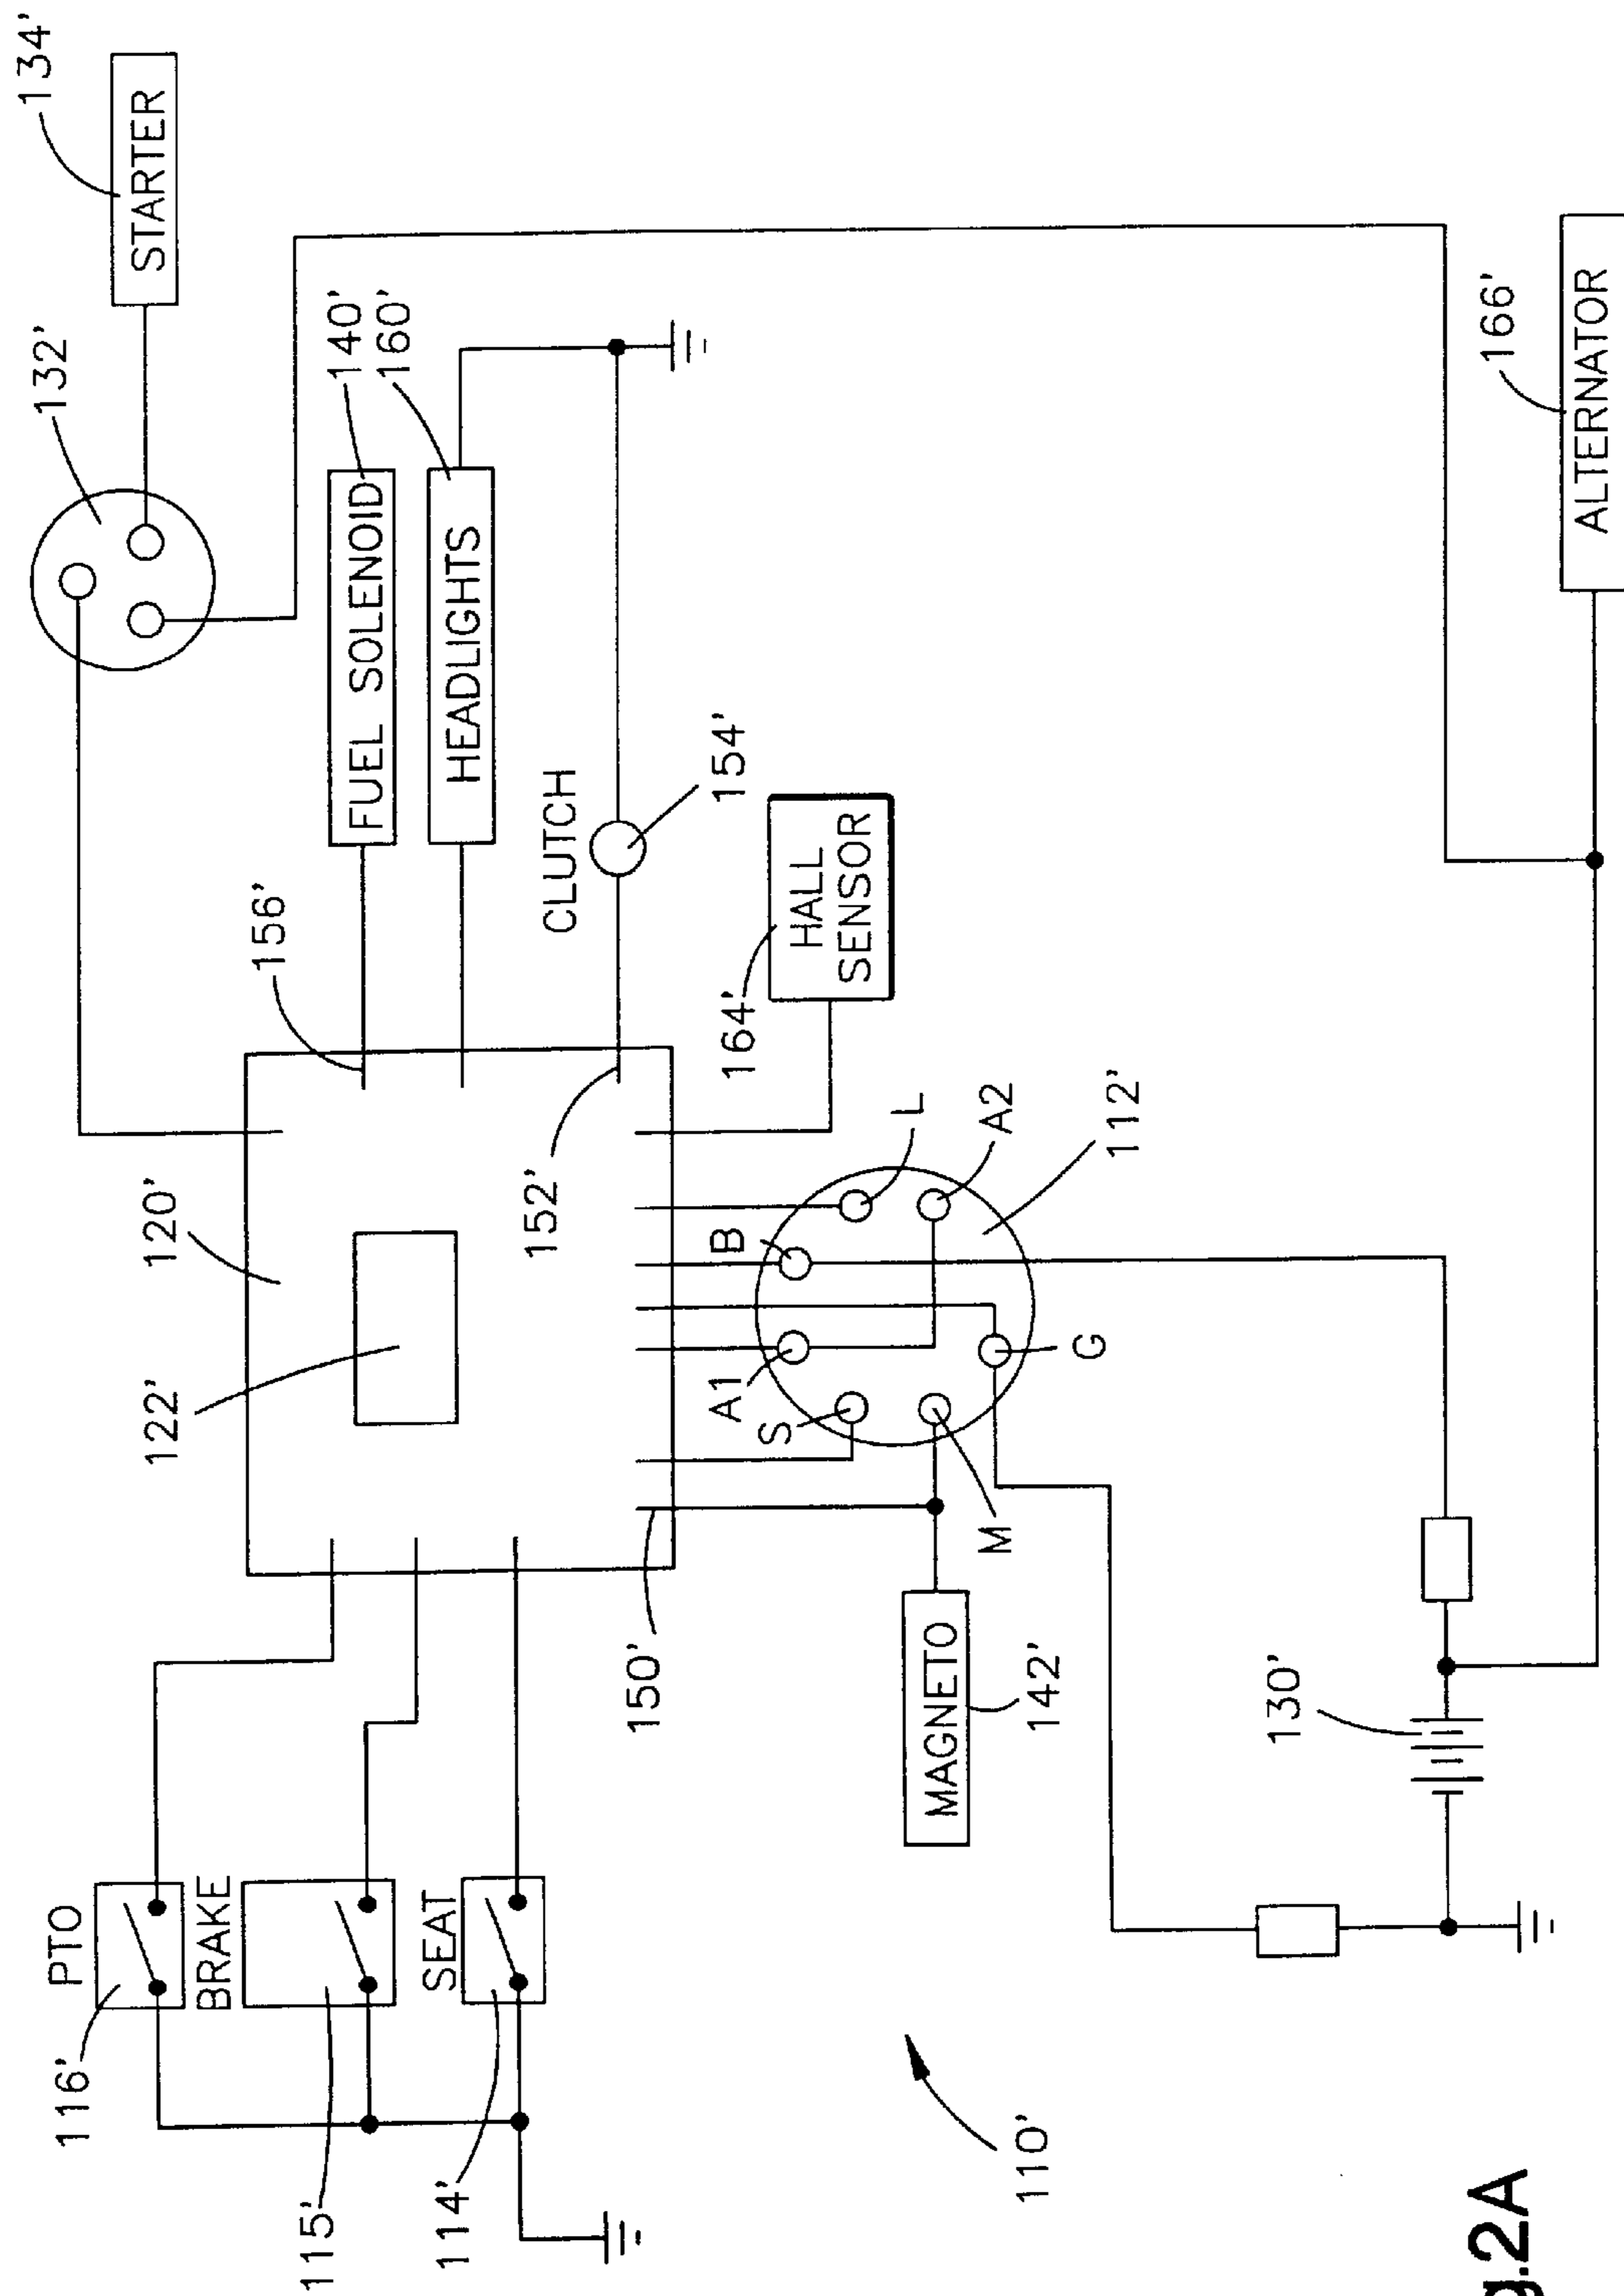 134'
STARTER
132'
FUEL SOLENOID
140'
HEADLIGHTS
160'
156'
CLUTCH
154'
HALL
SENSOR
164'
152'
120'
122'
L
A2
112'
B
A1
S
G
M
150'
MAGNETO
142'
PTO
116'
BRAKE
115'
SEAT
114'
130'
ALTERNATOR
166'
110'
g.2A